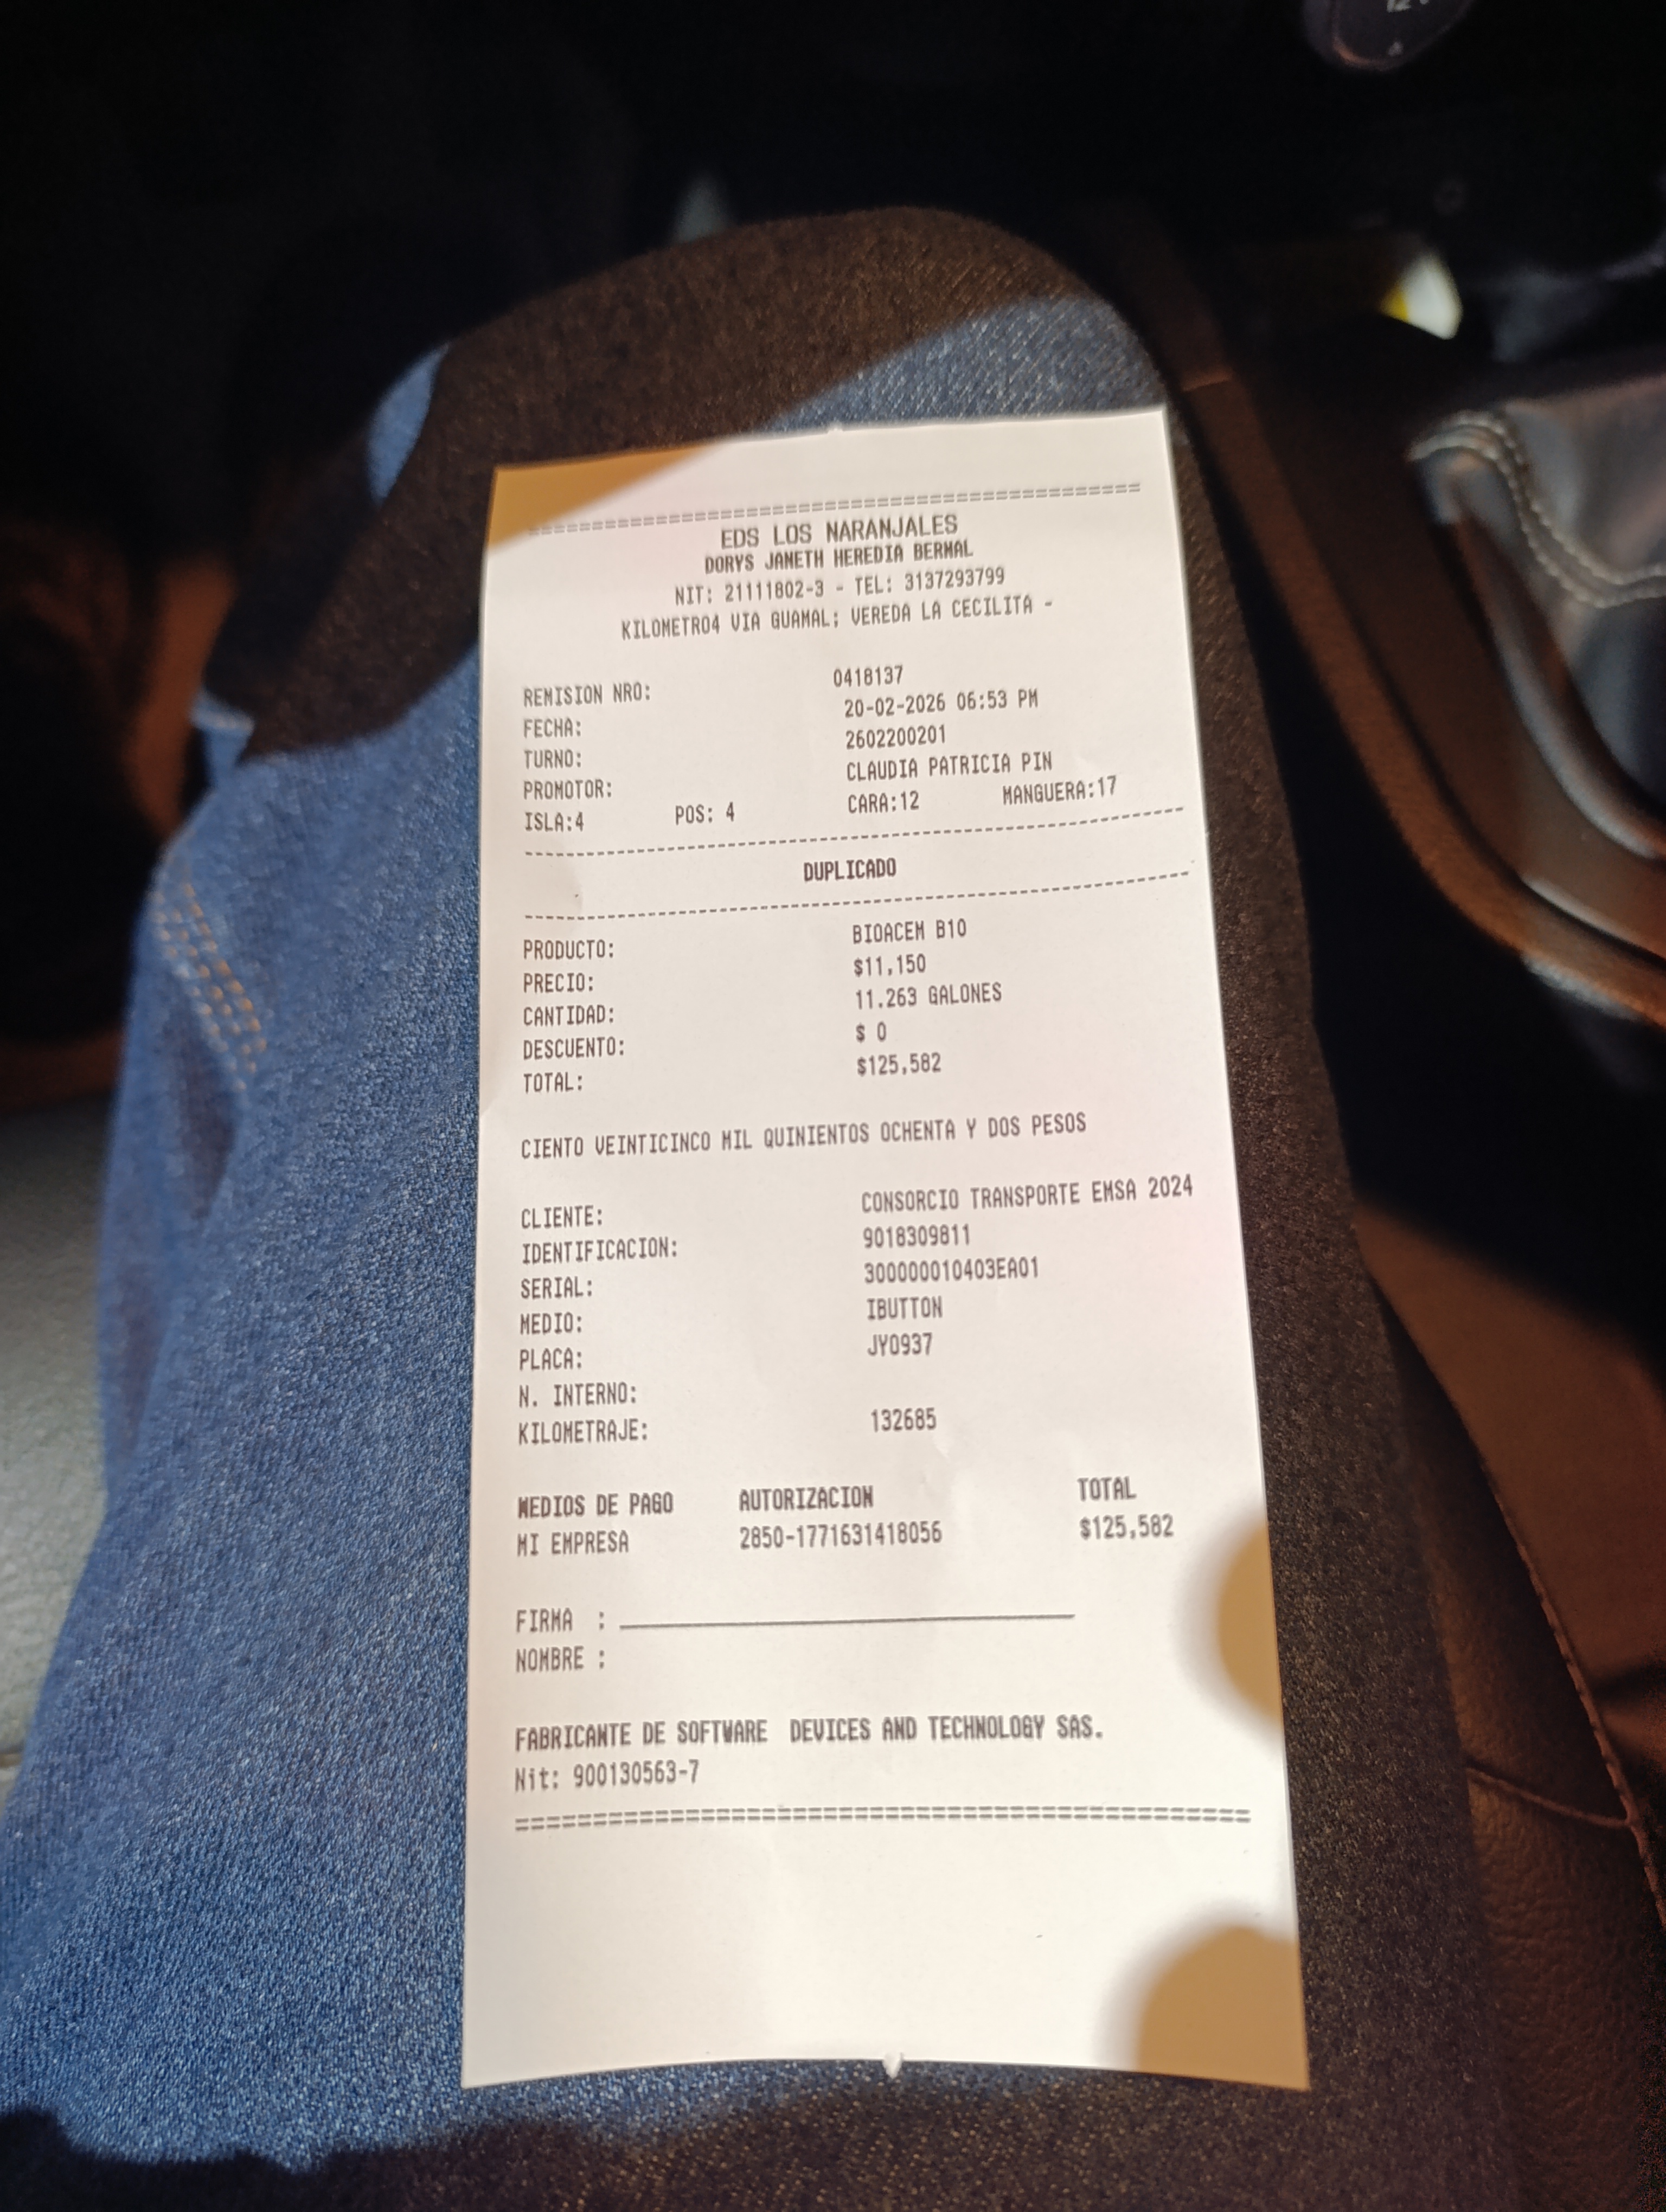 EDS LOS NARANJALES
DORYS JANETH HEREDIA BERNAL
NIT: 21111802-3 - TEL: 3137293799
KILOMETRO4 VIA GUAMAL; VEREDA LA CECILITA -
REMISION NRO: 0418137
FECHA: 20-02-2026 06:53 PM
TURNO: 2602200201
PROMOTOR: CLAUDIA PATRICIA PIN
ISLA:4 POS: 4 CARA:12 MANGUERA:17
DUPLICADO
PRODUCTO: BIOACEM B10
PRECIO: $11,150
CANTIDAD: 11.263 GALONES
DESCUENTO: $ 0
TOTAL: $125,582
CIENTO VEINTICINCO MIL QUINIENTOS OCHENTA Y DOS PESOS
CLIENTE: CONSORCIO TRANSPORTE EMSA 2024
IDENTIFICACION: 9018309811
SERIAL: 300000010403EA01
MEDIO: IBUTTON
PLACA: JYO937
N. INTERNO:
KILOMETRAJE: 132685
MEDIOS DE PAGO AUTORIZACION TOTAL
MI EMPRESA 2850-1771631418056 $125,582
FIRMA :
NOMBRE :
FABRICANTE DE SOFTWARE DEVICES AND TECHNOLOGY SAS.
Nit: 900130563-7